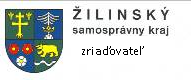 ŽILINSKÝ
samosprávny kraj
zriaďovateľ